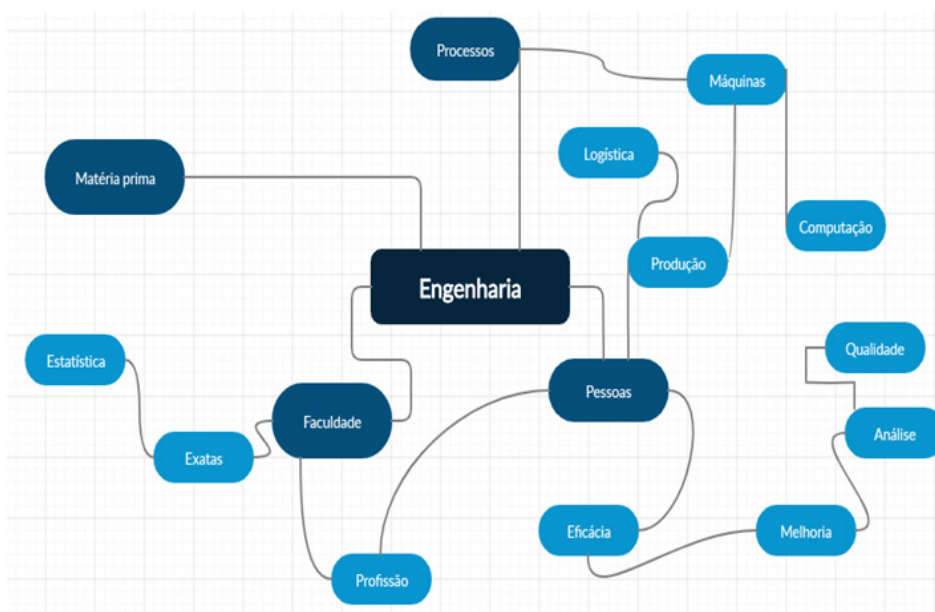 Processos
Máquinas
Logística
Matéria prima
Computação
Produção
Engenharia
Qualidade
Estatística
Pessoas
Faculdade
Análise
Exatas
Eficácia
Melhoria
Profissão